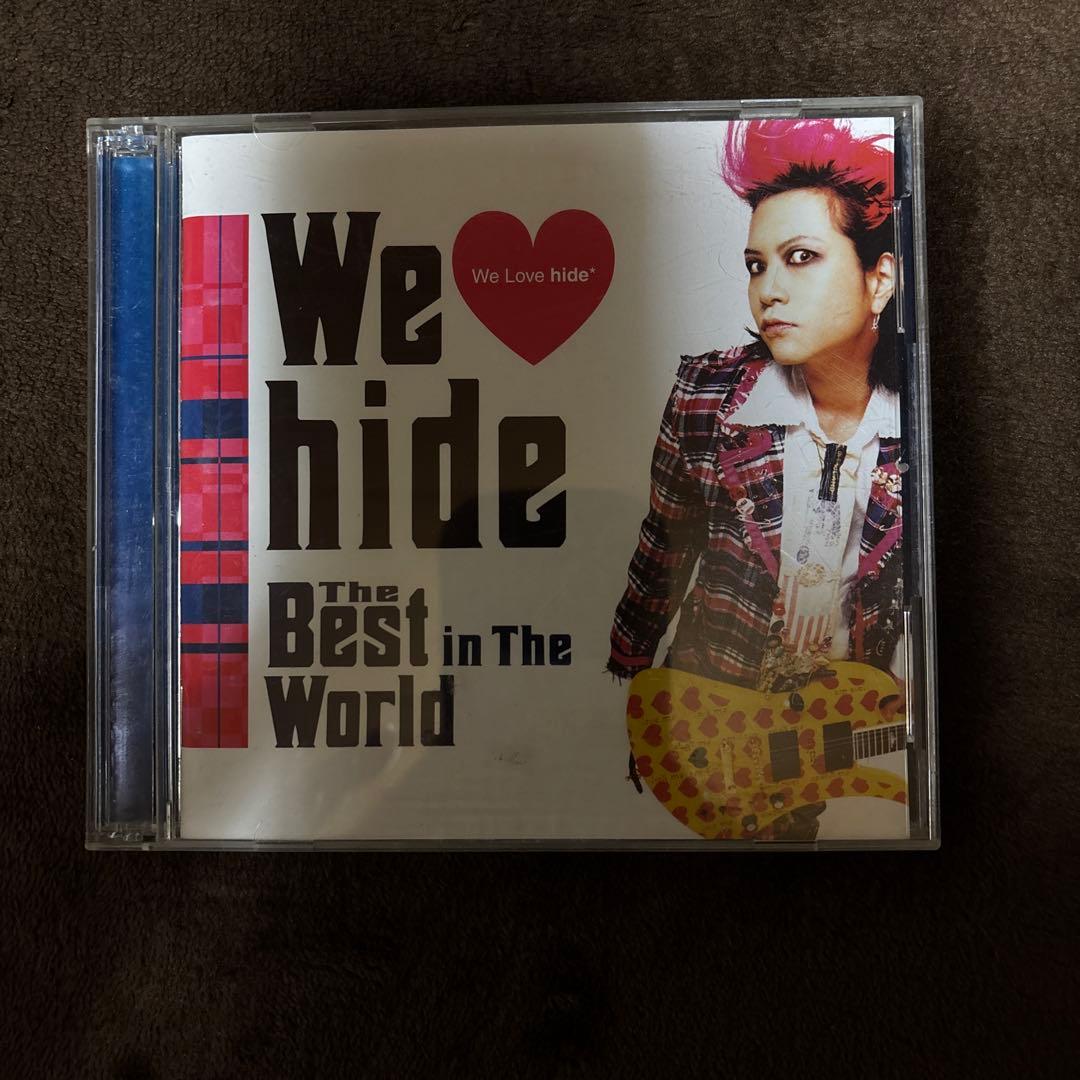 We
We Love hide*
hide
The
Best in The
World